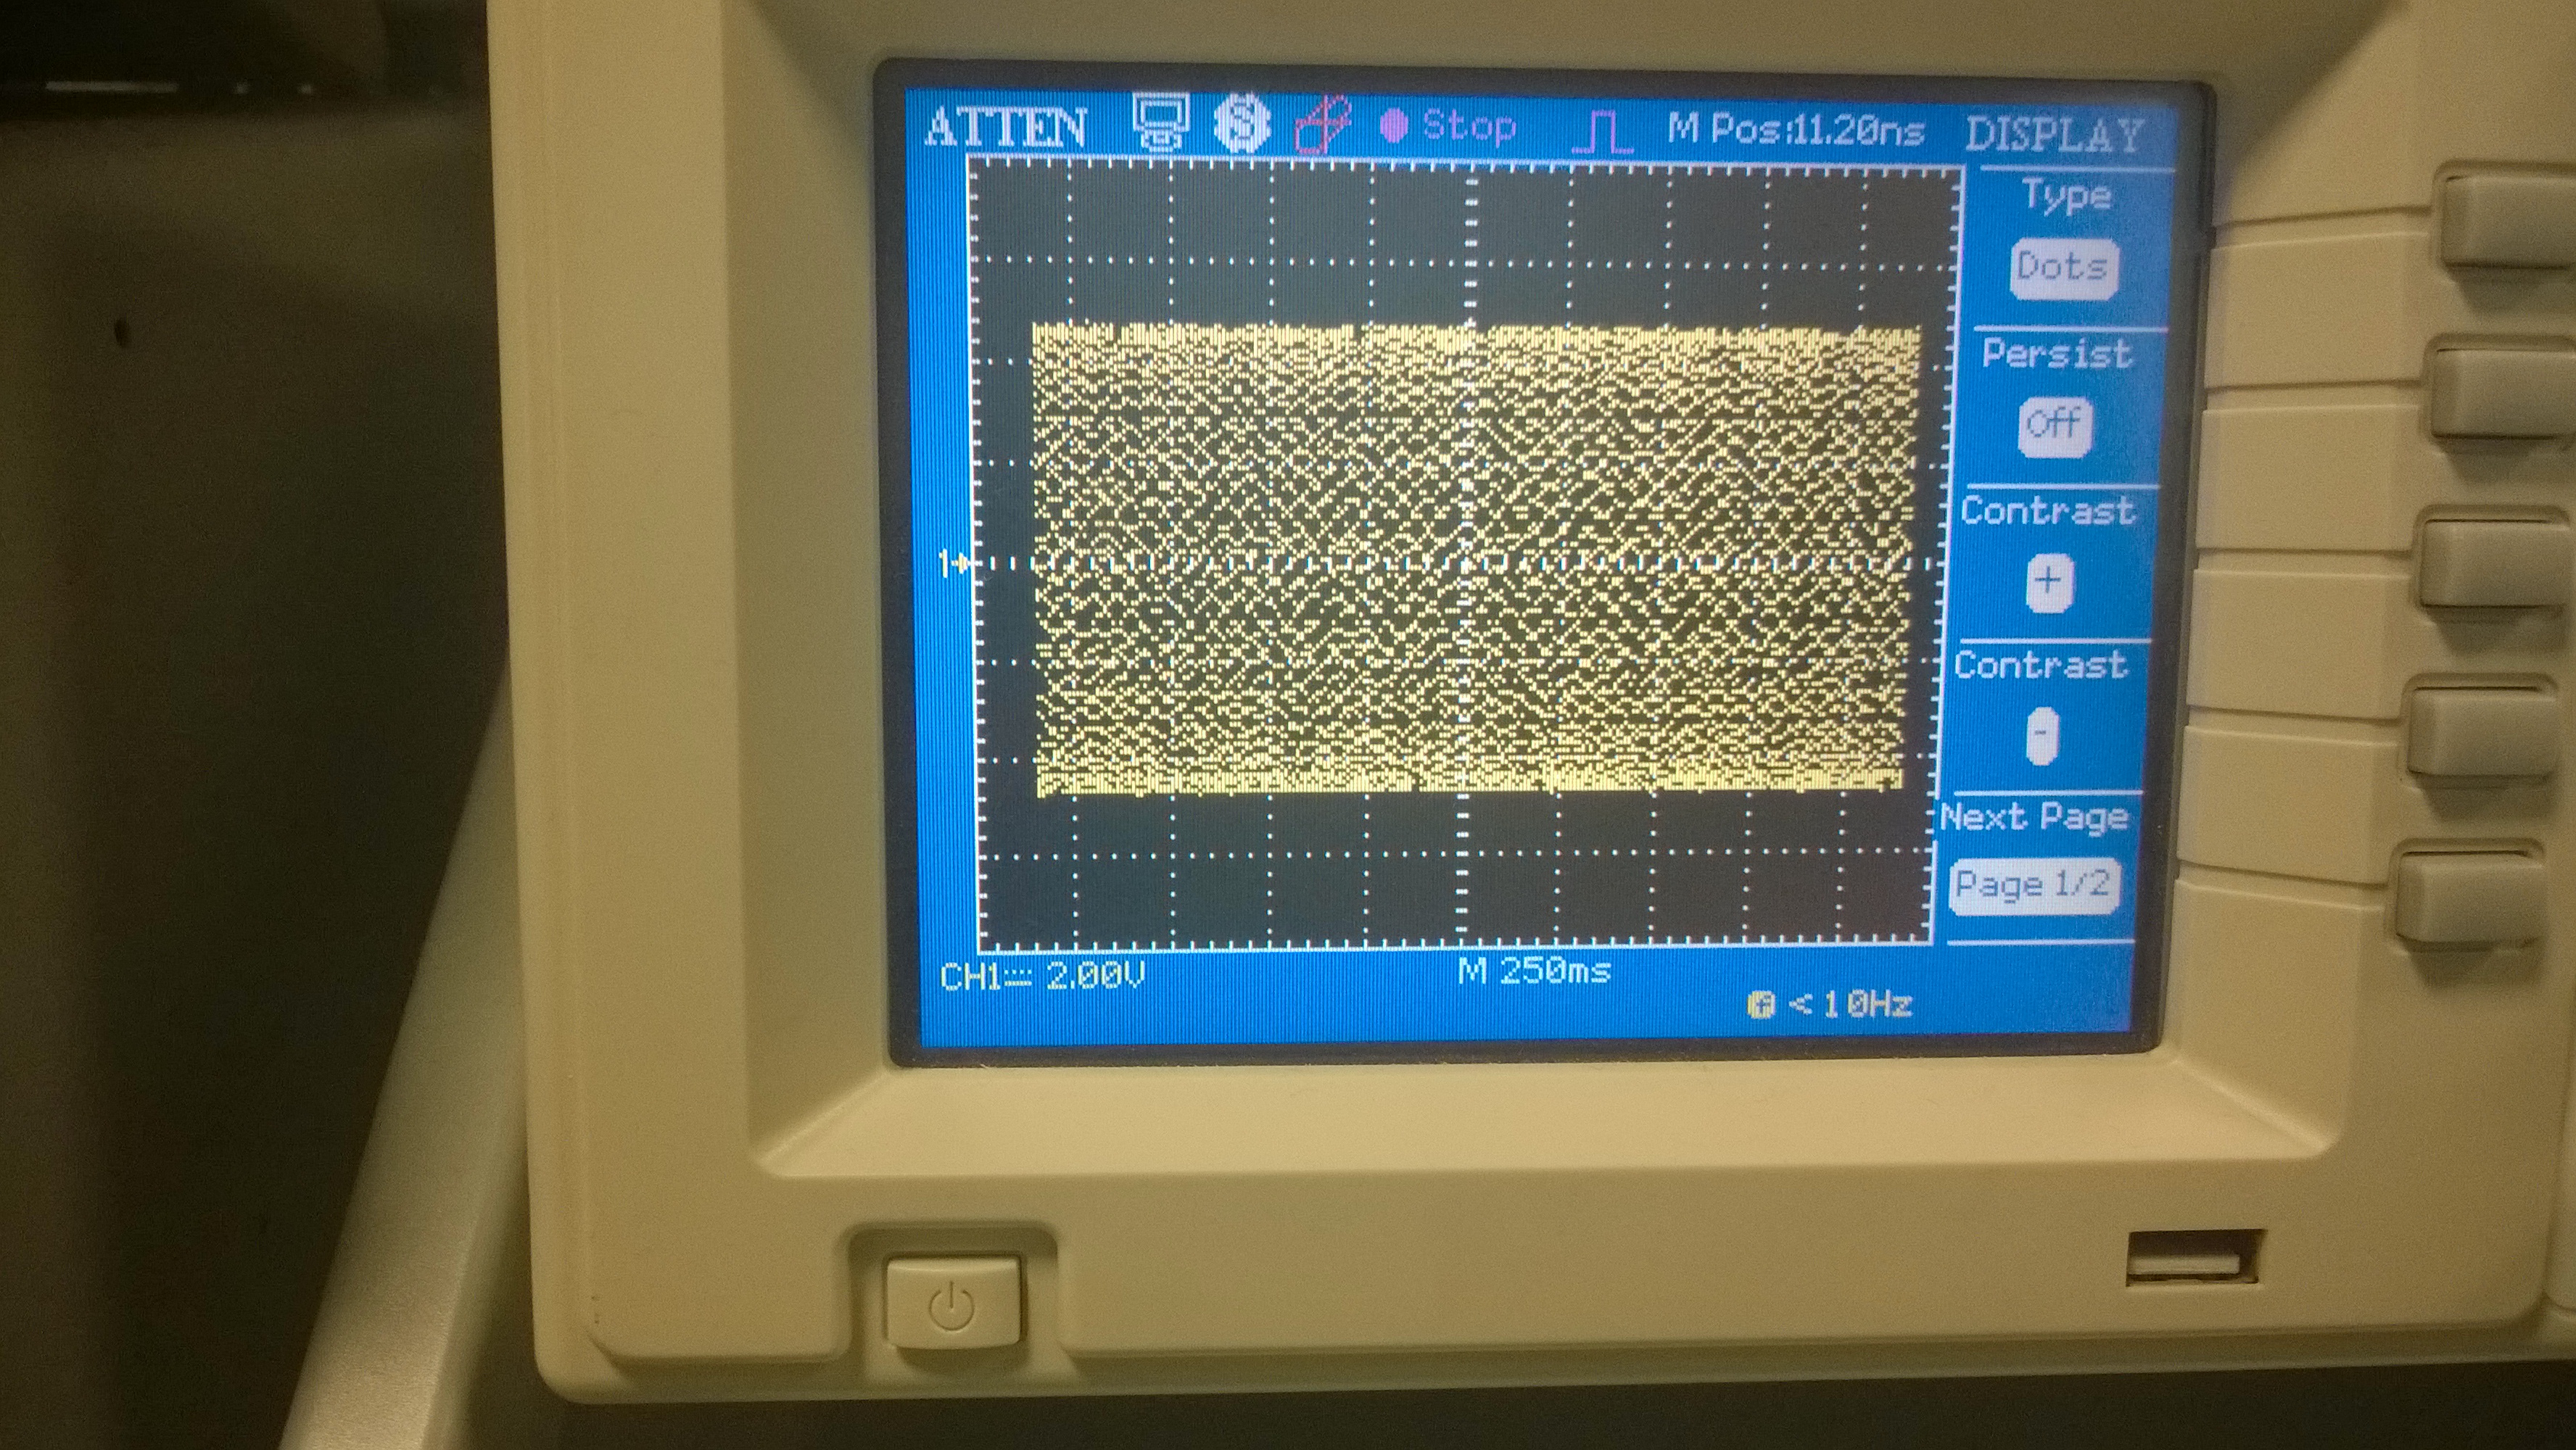 ATTEN Stop M Pos:11.20ns DISPLAY
Type
Dots
Persist
Off
Contrast
+
Contrast
-
Next Page
Page 1/2
1
CH1 2.00V M 250ms
<10Hz